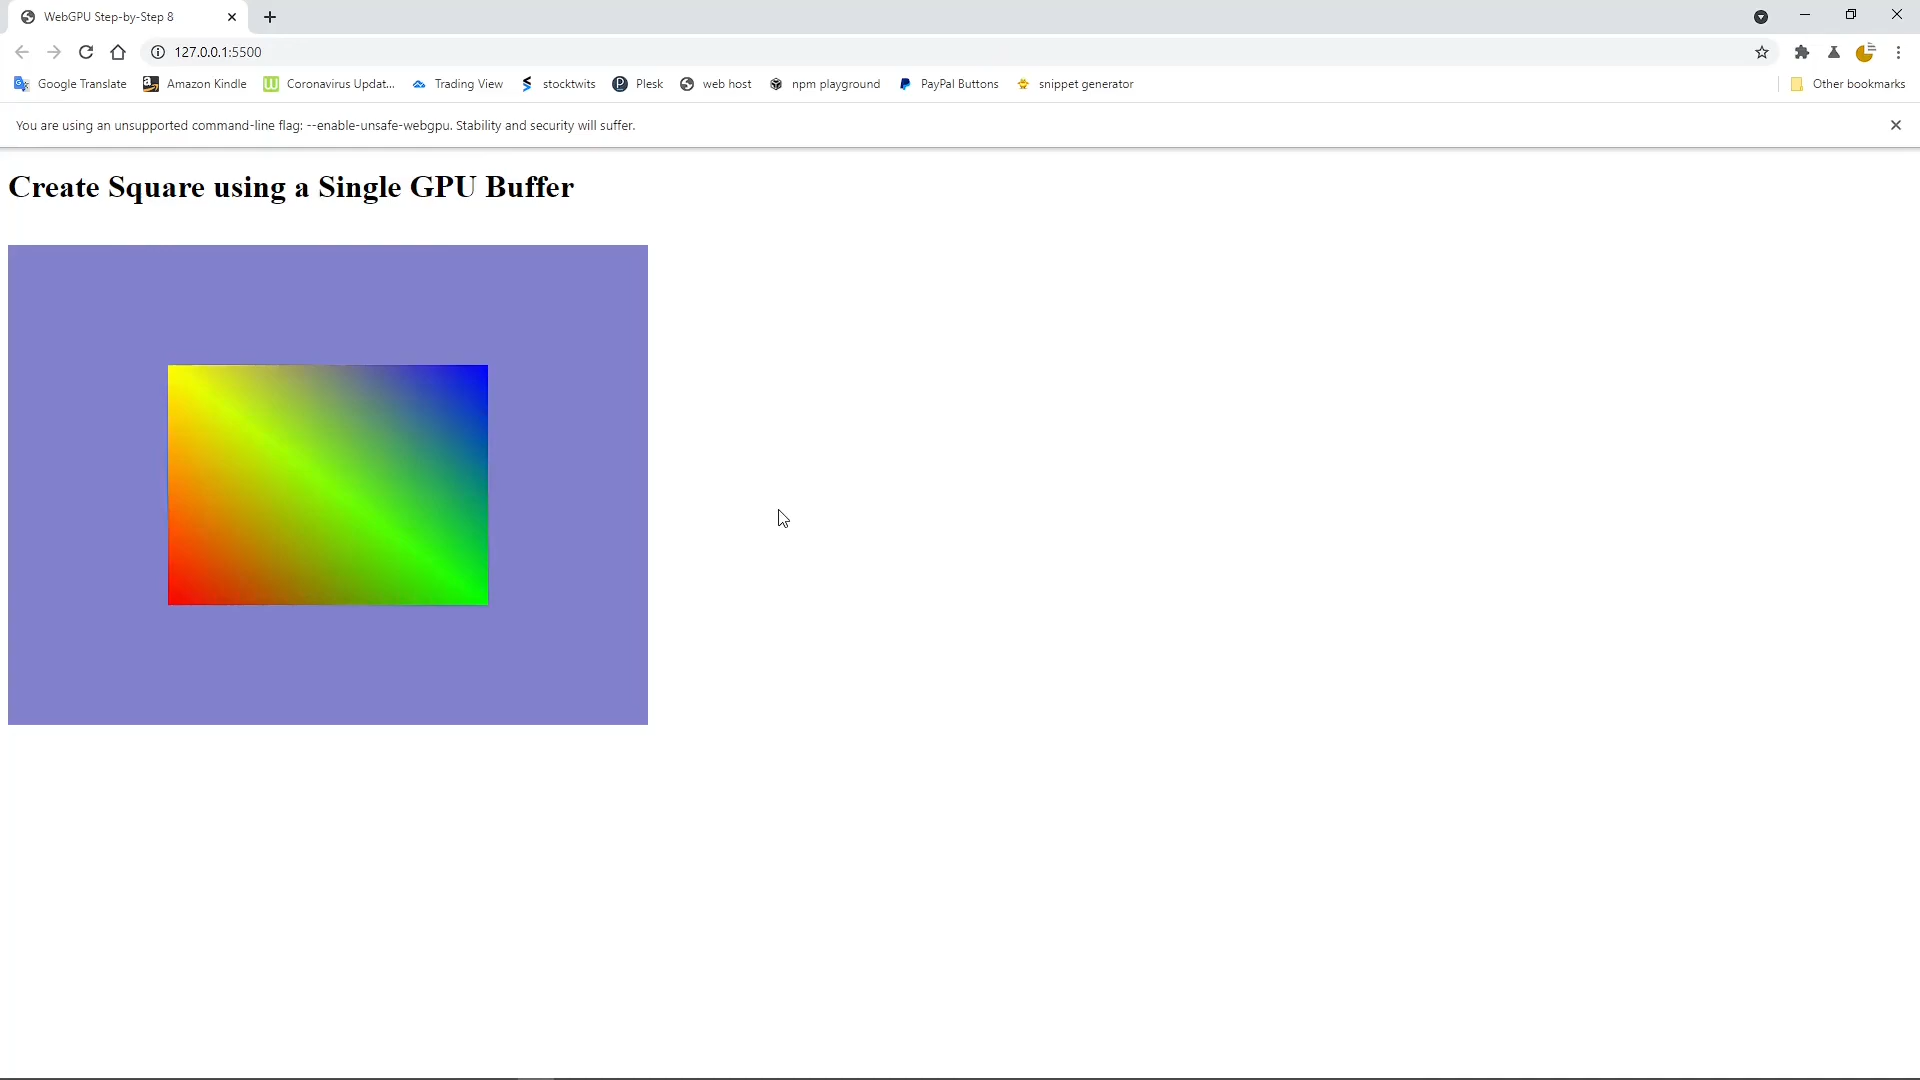 WebGPU Step-by-Step 8
127.0.0.1:5500
Google Translate Amazon Kindle Coronavirus Updat... Trading View stocktwits Plesk web host npm playground PayPal Buttons snippet generator Other bookmarks
You are using an unsupported command-line flag: --enable-unsafe-webgpu. Stability and security will suffer.
Create Square using a Single GPU Buffer